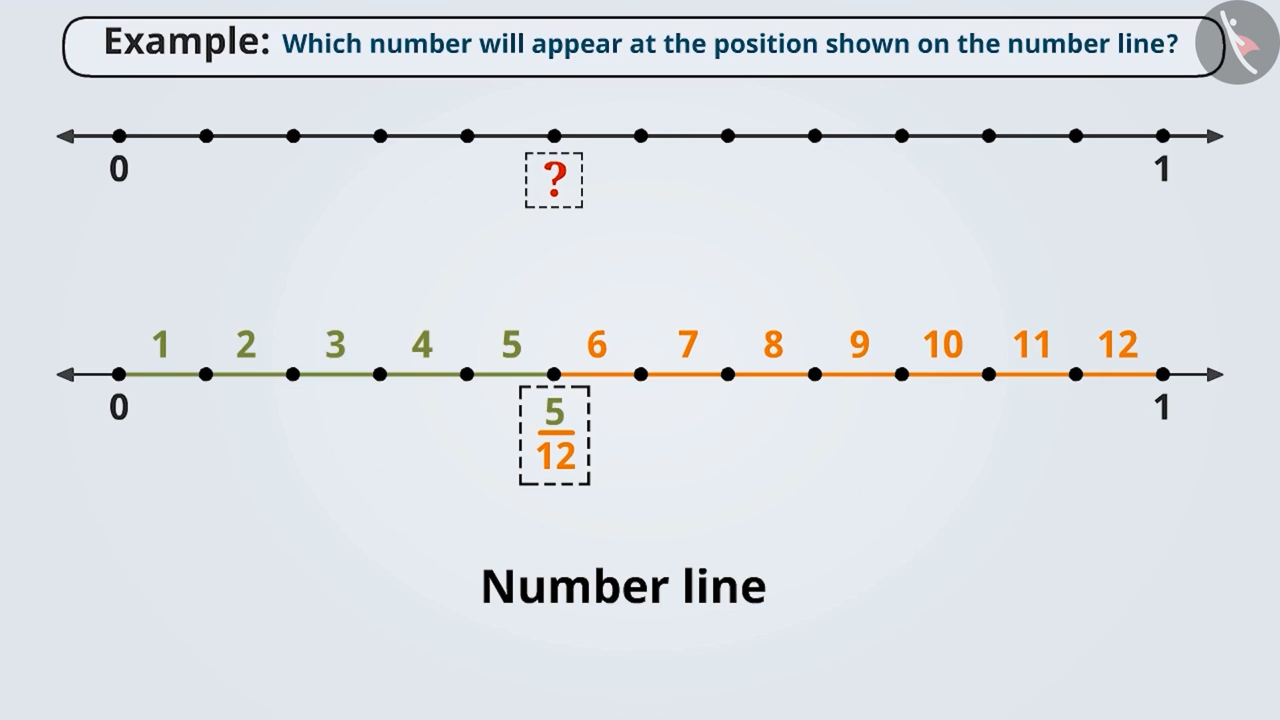 Example: Which number will appear at the position shown on the number line?
0 1
?
1 2 3 4 5 6 7 8 9 10 11 12
0 1
5
12
Number line